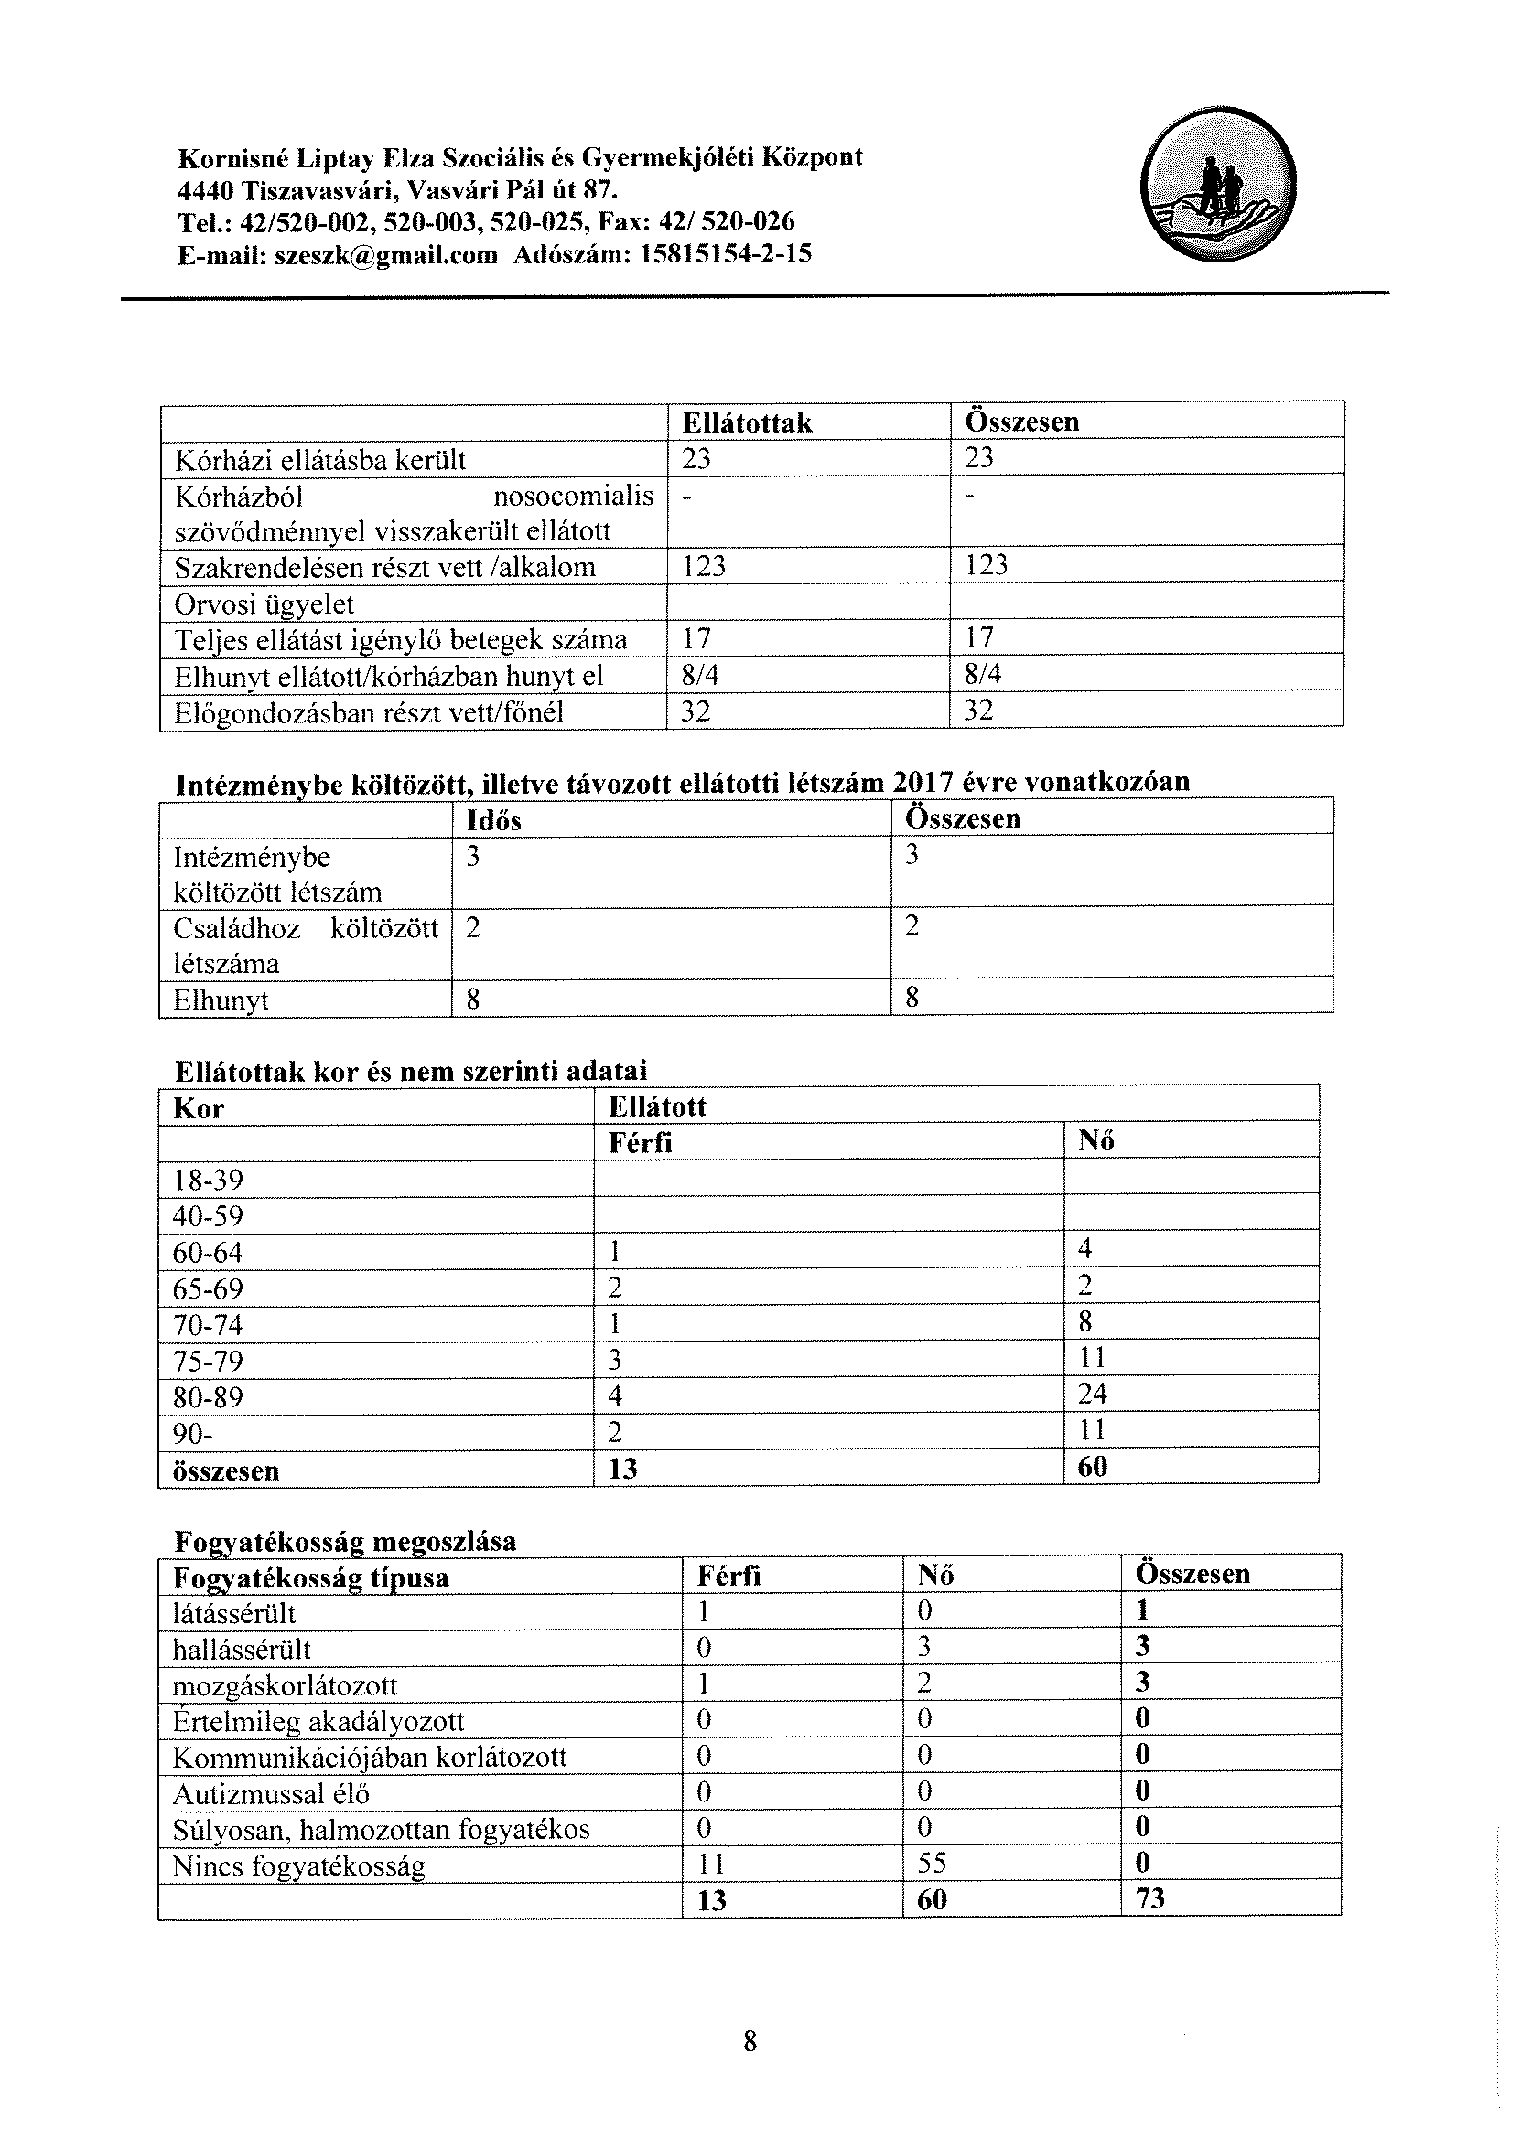 Kornisné Liptay Elza Szociális és Gyermekjóléti Központ
4440 Tiszavasvári, Vasvári Pál út 87.
Tel.: 42/520-002, 520-003, 520-025, Fax: 42/ 520-026
E-mail: szeszk@gmail.com Adószám: 15815154-2-15
Ellátottak Összesen
Kórházi ellátásba került 23 23
Kórházból nosocomialis - -
szövődménnyel visszakerült ellátott
Szakrendelésen részt vett /alkalom 123 123
Orvosi ügyelet
Teljes ellátást igénylő betegek száma 17 17
Elhunyt ellátott/kórházban hunyt el 8/4 8/4
Előgondozásban részt vett/főnél 32 32
Intézménybe költözött, illetve távozott ellátotti létszám 2017 évre vonatkozóan
Idős Összesen
Intézménybe 3 3
költözött létszám
Családhoz költözött 2 2
létszáma
Elhunyt 8 8
Ellátottak kor és nem szerinti adatai
Kor Ellátott
Férfi Nő
18-39
40-59
60-64 1 4
65-69 2 2
70-74 1 8
75-79 3 11
80-89 4 24
90- 2 11
összesen 13 60
Fogyatékosság megoszlása
Fogyatékosság típusa Férfi Nő Összesen
látássérült 1 0 1
hallássérült 0 3 3
mozgáskorlátozott 1 2 3
Értelmileg akadályozott 0 0 0
Kommunikációjában korlátozott 0 0 0
Autizmussal élő 0 0 0
Súlyosan, halmozottan fogyatékos 0 0 0
Nincs fogyatékosság 11 55 0
13 60 73
8